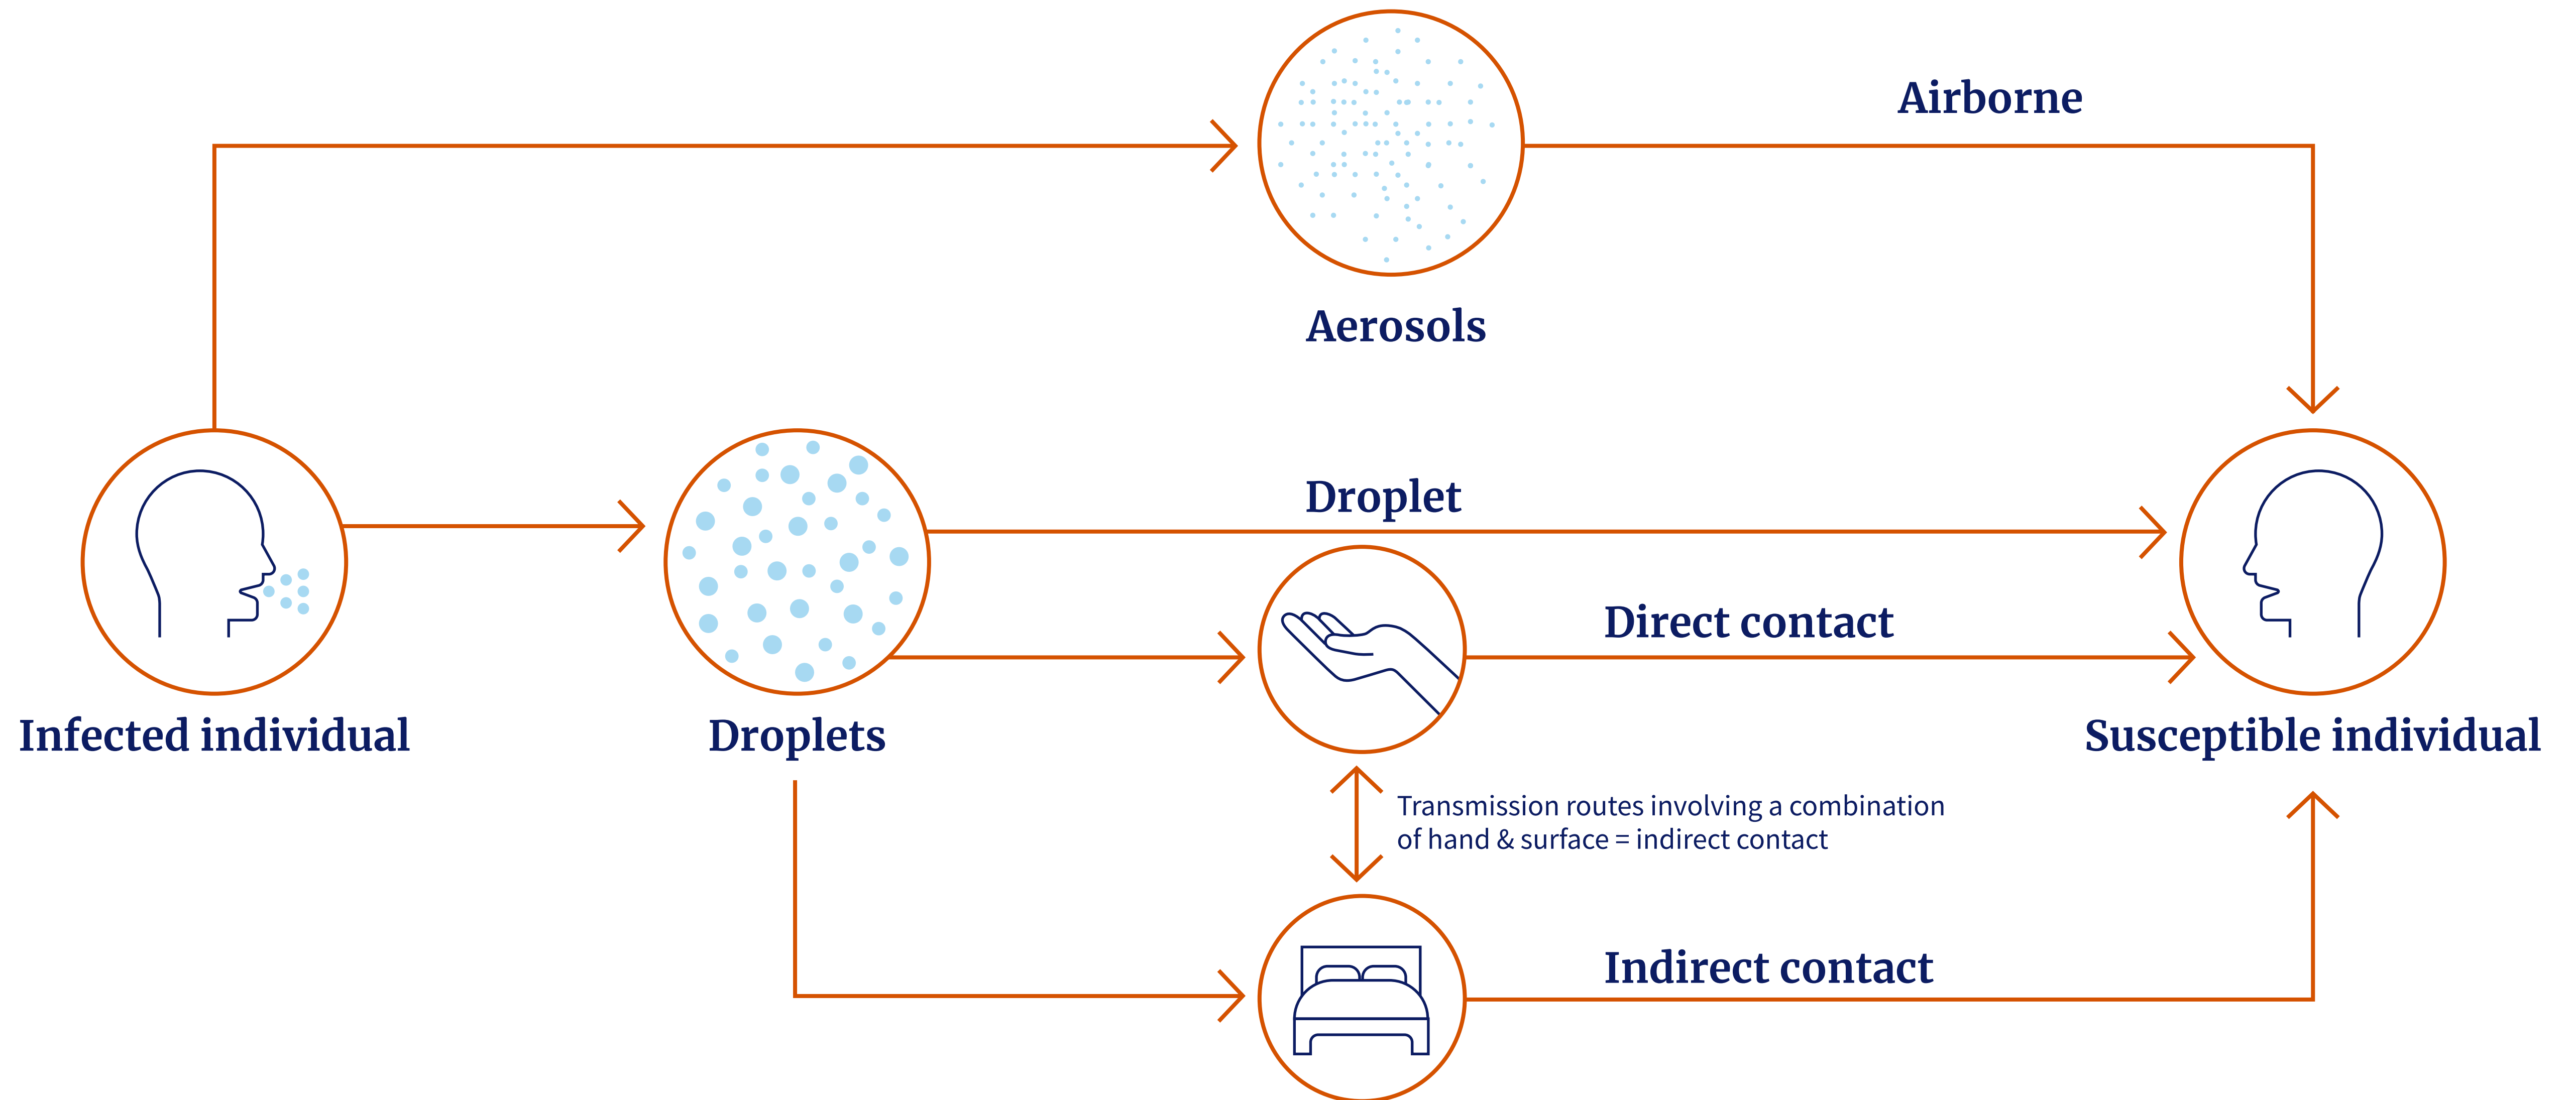 Airborne
Aerosols
Droplet
Direct contact
Infected individual
Droplets
Susceptible individual
Transmission routes involving a combination
of hand & surface = indirect contact
Indirect contact